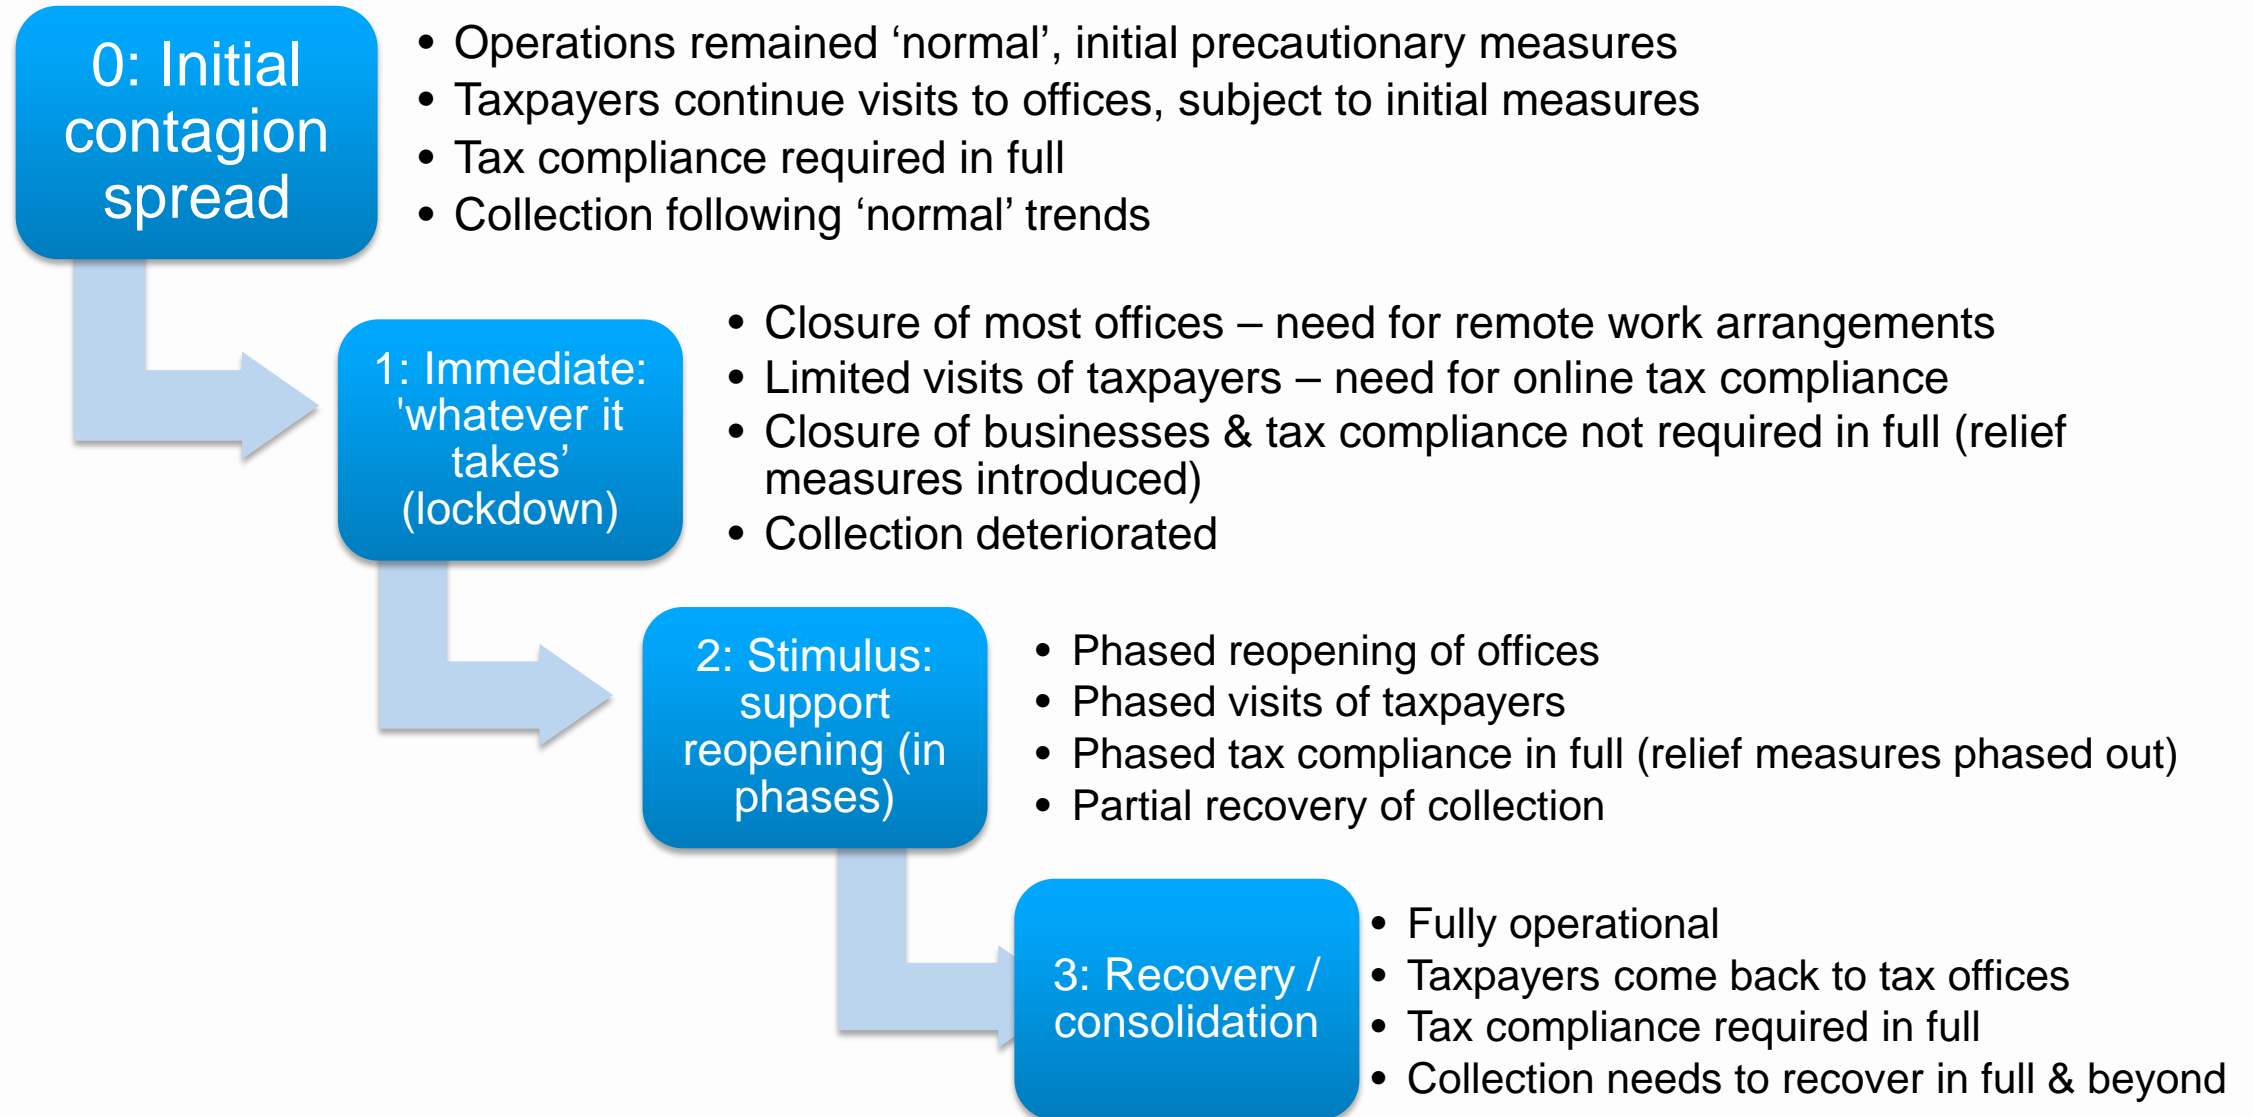 0: Initial
contagion
spread
• Operations remained ‘normal’, initial precautionary measures
• Taxpayers continue visits to offices, subject to initial measures
• Tax compliance required in full
• Collection following ‘normal’ trends
1: Immediate:
'whatever it
takes’
(lockdown)
• Closure of most offices – need for remote work arrangements
• Limited visits of taxpayers – need for online tax compliance
• Closure of businesses & tax compliance not required in full (relief
measures introduced)
• Collection deteriorated
2: Stimulus:
support
reopening (in
phases)
• Phased reopening of offices
• Phased visits of taxpayers
• Phased tax compliance in full (relief measures phased out)
• Partial recovery of collection
3: Recovery /
consolidation
• Fully operational
• Taxpayers come back to tax offices
• Tax compliance required in full
• Collection needs to recover in full & beyond